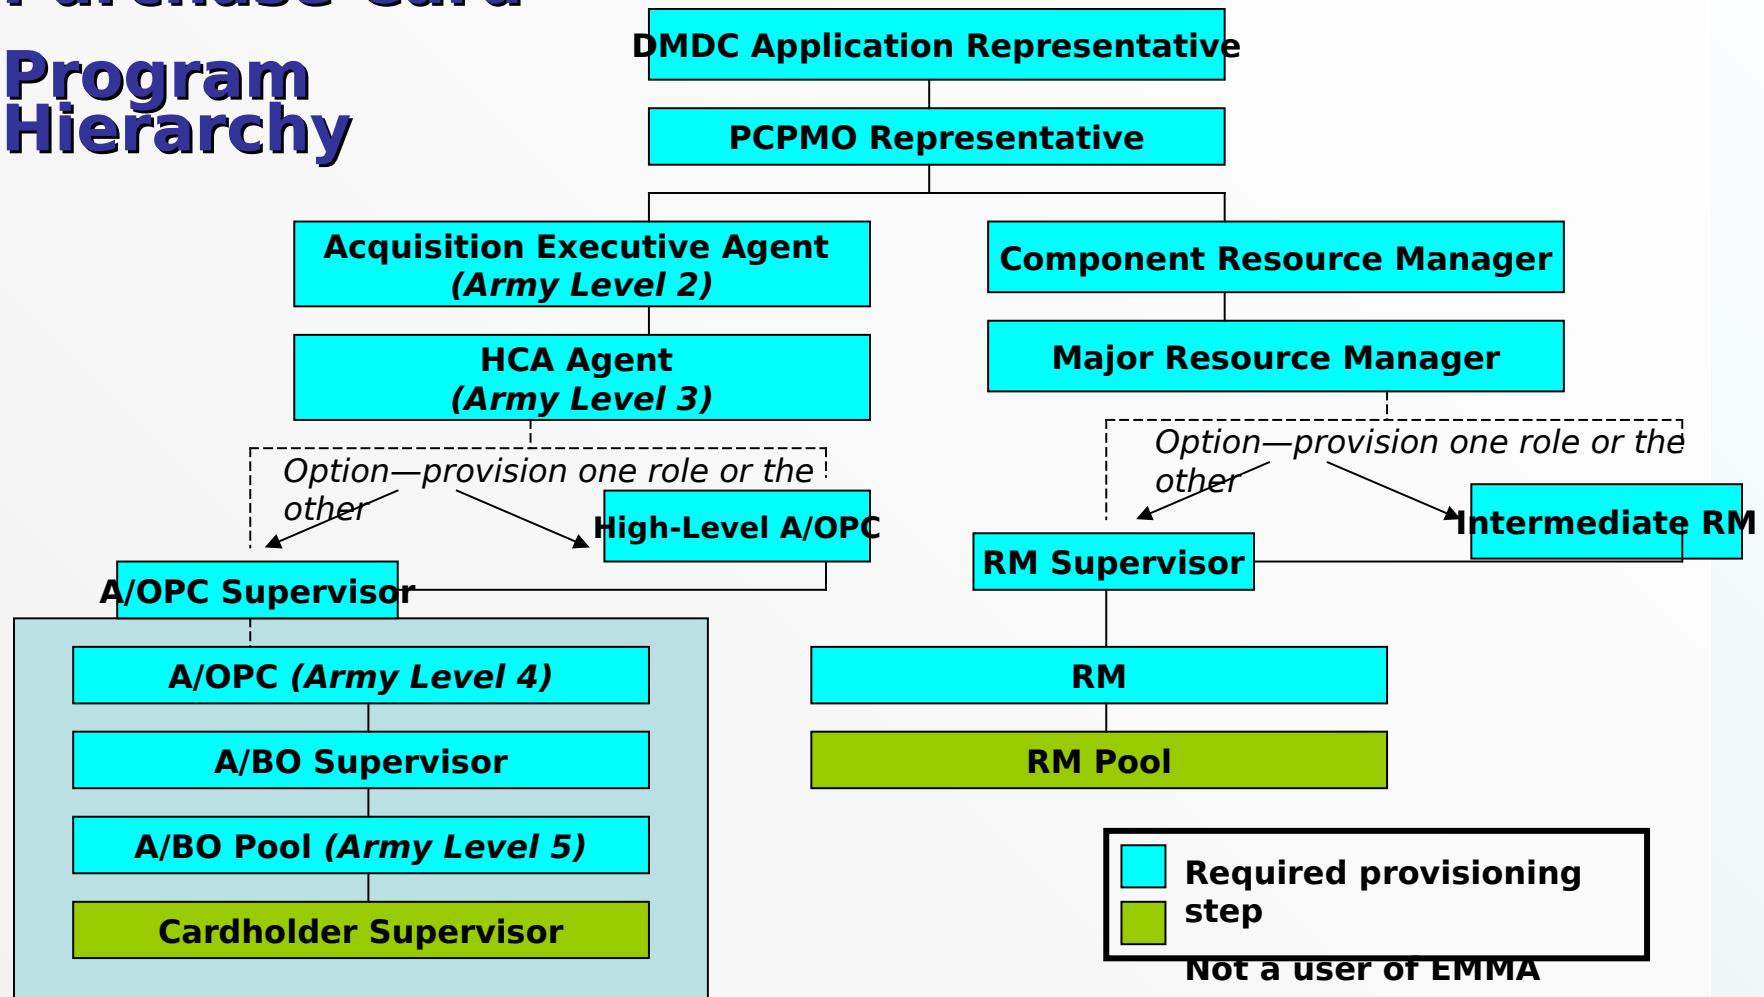 Purchase Card
Program
Hierarchy
DMDC Application Representative
PCPMO Representative
Acquisition Executive Agent
(Army Level 2)
Component Resource Manager
HCA Agent
(Army Level 3)
Major Resource Manager
Option—provision one role or the
other
Option—provision one role or the
other
High-Level A/OPC
Intermediate RM
A/OPC Supervisor
RM Supervisor
A/OPC (Army Level 4)
RM
A/BO Supervisor
RM Pool
A/BO Pool (Army Level 5)
Cardholder Supervisor
Required provisioning
step
Not a user of EMMA